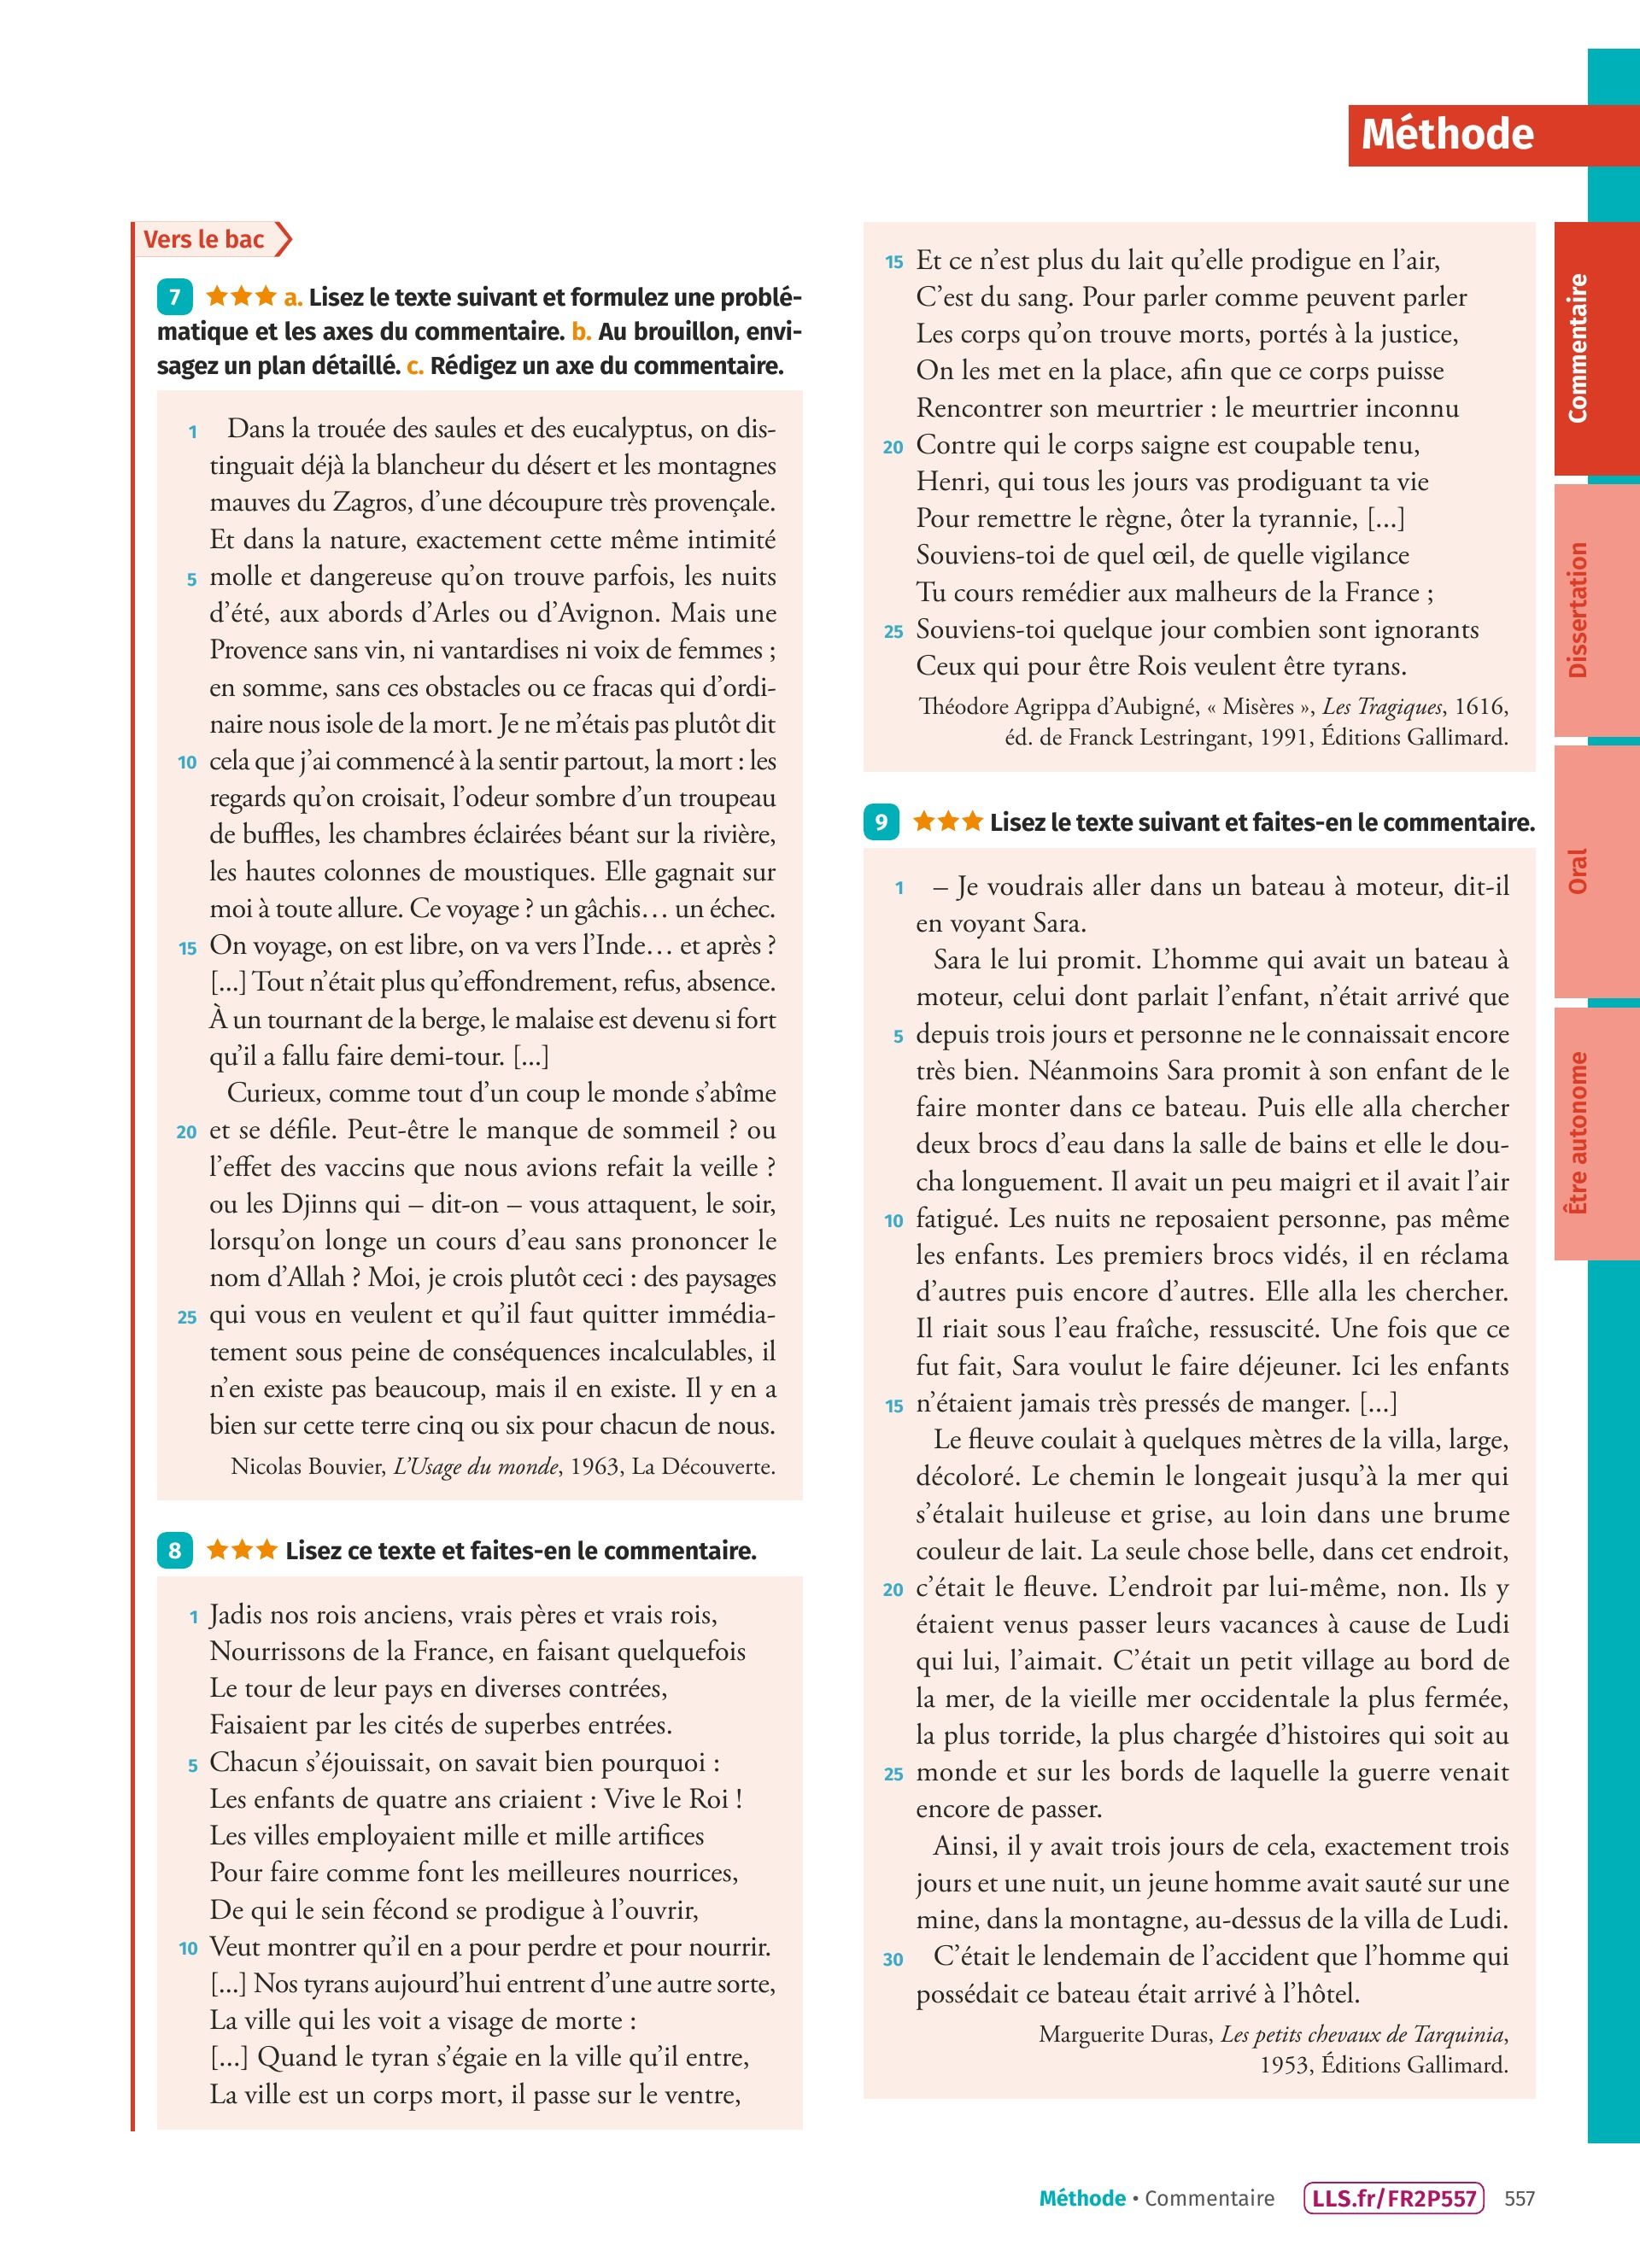 Méthode
Vers le bac
7 ★★★ a. Lisez le texte suivant et formulez une problé-
matique et les axes du commentaire. b. Au brouillon, envi-
sagez un plan détaillé. c. Rédigez un axe du commentaire.
1 Dans la trouée des saules et des eucalyptus, on dis-
tinguait déjà la blancheur du désert et les montagnes
mauves du Zagros, d’une découpure très provençale.
Et dans la nature, exactement cette même intimité
5 molle et dangereuse qu’on trouve parfois, les nuits
d’été, aux abords d’Arles ou d’Avignon. Mais une
Provence sans vin, ni vantardises ni voix de femmes ;
en somme, sans ces obstacles ou ce fracas qui d’ordi-
naire nous isole de la mort. Je ne m’étais pas plutôt dit
10 cela que j’ai commencé à la sentir partout, la mort : les
regards qu’on croisait, l’odeur sombre d’un troupeau
de buffles, les chambres éclairées béant sur la rivière,
les hautes colonnes de moustiques. Elle gagnait sur
moi à toute allure. Ce voyage ? un gâchis… un échec.
15 On voyage, on est libre, on va vers l’Inde… et après ?
[...] Tout n’était plus qu’effondrement, refus, absence.
À un tournant de la berge, le malaise est devenu si fort
qu’il a fallu faire demi-tour. [...]
Curieux, comme tout d’un coup le monde s’abîme
20 et se défile. Peut-être le manque de sommeil ? ou
l’effet des vaccins que nous avions refait la veille ?
ou les Djinns qui – dit-on – vous attaquent, le soir,
lorsqu’on longe un cours d’eau sans prononcer le
nom d’Allah ? Moi, je crois plutôt ceci : des paysages
25 qui vous en veulent et qu’il faut quitter immédia-
tement sous peine de conséquences incalculables, il
n’en existe pas beaucoup, mais il en existe. Il y en a
bien sur cette terre cinq ou six pour chacun de nous.
Nicolas Bouvier, L’Usage du monde, 1963, La Découverte.
8 ★★★ Lisez ce texte et faites-en le commentaire.
1 Jadis nos rois anciens, vrais pères et vrais rois,
Nourrissons de la France, en faisant quelquefois
Le tour de leur pays en diverses contrées,
Faisaient par les cités de superbes entrées.
5 Chacun s’éjouissait, on savait bien pourquoi :
Les enfants de quatre ans criaient : Vive le Roi !
Les villes employaient mille et mille artifices
Pour faire comme font les meilleures nourrices,
De qui le sein fécond se prodigue à l’ouvrir,
10 Veut montrer qu’il en a pour perdre et pour nourrir.
[...] Nos tyrans aujourd’hui entrent d’une autre sorte,
La ville qui les voit a visage de morte :
[...] Quand le tyran s’égaie en la ville qu’il entre,
La ville est un corps mort, il passe sur le ventre,
15 Et ce n’est plus du lait qu’elle prodigue en l’air,
C’est du sang. Pour parler comme peuvent parler
Les corps qu’on trouve morts, portés à la justice,
On les met en la place, afin que ce corps puisse
Rencontrer son meurtrier : le meurtrier inconnu
20 Contre qui le corps saigne est coupable tenu,
Henri, qui tous les jours vas prodiguant ta vie
Pour remettre le règne, ôter la tyrannie, [...]
Souviens-toi de quel œil, de quelle vigilance
Tu cours remédier aux malheurs de la France ;
25 Souviens-toi quelque jour combien sont ignorants
Ceux qui pour être Rois veulent être tyrans.
Théodore Agrippa d’Aubigné, « Misères », Les Tragiques, 1616,
éd. de Franck Lestringant, 1991, Éditions Gallimard.
9 ★★★ Lisez le texte suivant et faites-en le commentaire.
1 – Je voudrais aller dans un bateau à moteur, dit-il
en voyant Sara.
Sara le lui promit. L’homme qui avait un bateau à
moteur, celui dont parlait l’enfant, n’était arrivé que
5 depuis trois jours et personne ne le connaissait encore
très bien. Néanmoins Sara promit à son enfant de le
faire monter dans ce bateau. Puis elle alla chercher
deux brocs d’eau dans la salle de bains et elle le dou-
cha longuement. Il avait un peu maigri et il avait l’air
10 fatigué. Les nuits ne reposaient personne, pas même
les enfants. Les premiers brocs vidés, il en réclama
d’autres puis encore d’autres. Elle alla les chercher.
Il riait sous l’eau fraîche, ressuscité. Une fois que ce
fut fait, Sara voulut le faire déjeuner. Ici les enfants
15 n’étaient jamais très pressés de manger. [...]
Le fleuve coulait à quelques mètres de la villa, large,
décoloré. Le chemin le longeait jusqu’à la mer qui
s’étalait huileuse et grise, au loin dans une brume
couleur de lait. La seule chose belle, dans cet endroit,
20 c’était le fleuve. L’endroit par lui-même, non. Ils y
étaient venus passer leurs vacances à cause de Ludi
qui lui, l’aimait. C’était un petit village au bord de
la mer, de la vieille mer occidentale la plus fermée,
la plus torride, la plus chargée d’histoires qui soit au
25 monde et sur les bords de laquelle la guerre venait
encore de passer.
Ainsi, il y avait trois jours de cela, exactement trois
jours et une nuit, un jeune homme avait sauté sur une
mine, dans la montagne, au-dessus de la villa de Ludi.
30 C’était le lendemain de l’accident que l’homme qui
possédait ce bateau était arrivé à l’hôtel.
Marguerite Duras, Les petits chevaux de Tarquinia,
1953, Éditions Gallimard.
Commentaire
Dissertation
Oral
Être autonome
Méthode • Commentaire LLS.fr/FR2P557 557